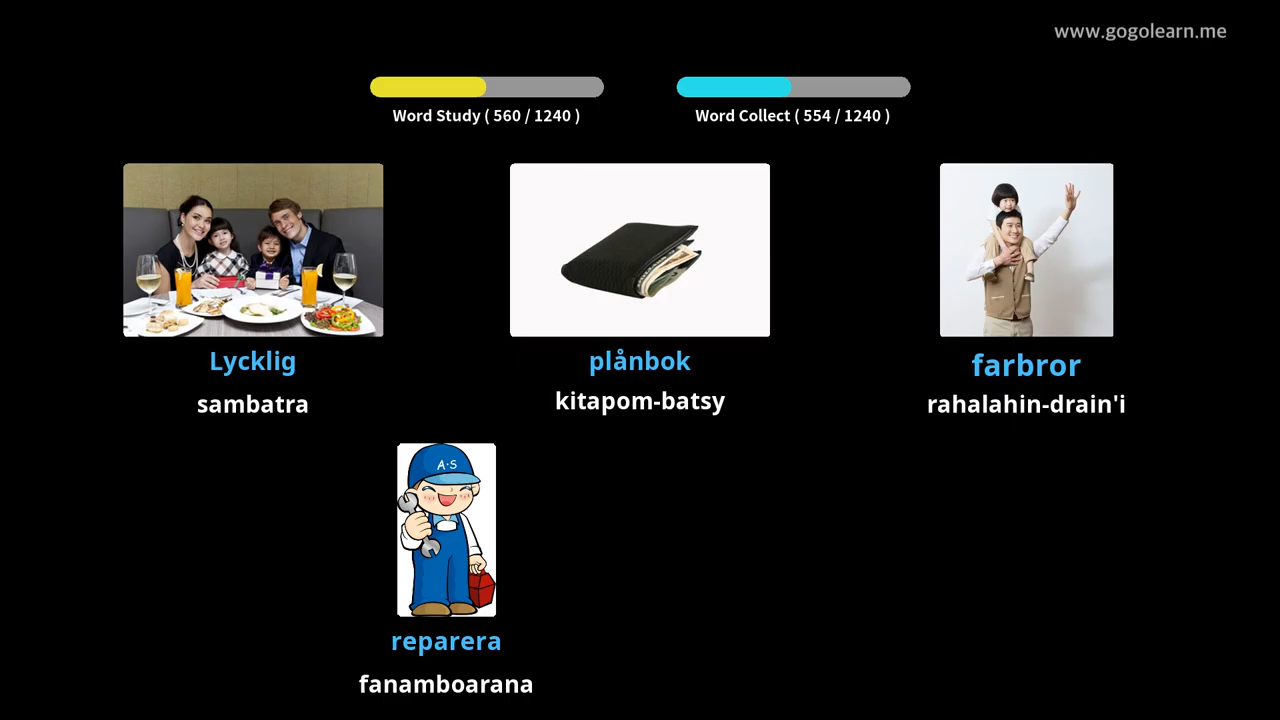 www.gogolearn.me
Word Study ( 560 / 1240 )
Word Collect ( 554 / 1240 )
Lycklig
plånbok
farbror
sambatra
kitapom-batsy
rahalahin-drain'i
A·S
reparera
fanamboarana